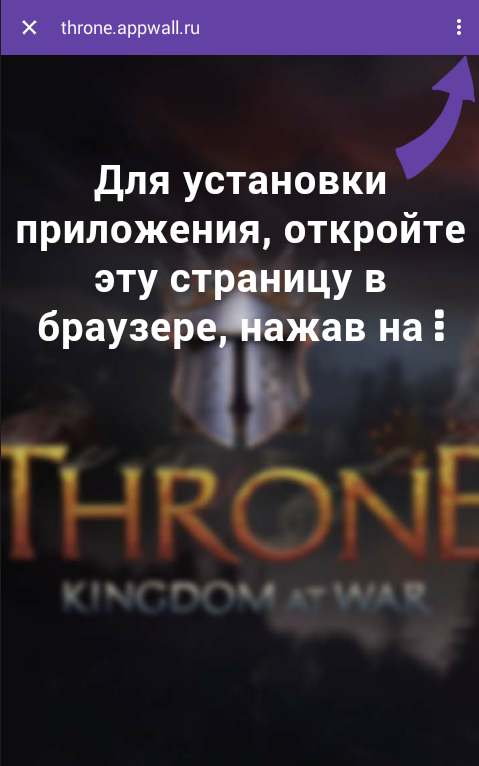 throne.appwall.ru
Для установки
приложения, откройте
эту страницу в
браузере, нажав на
THRONE
KINGDOM AT WAR